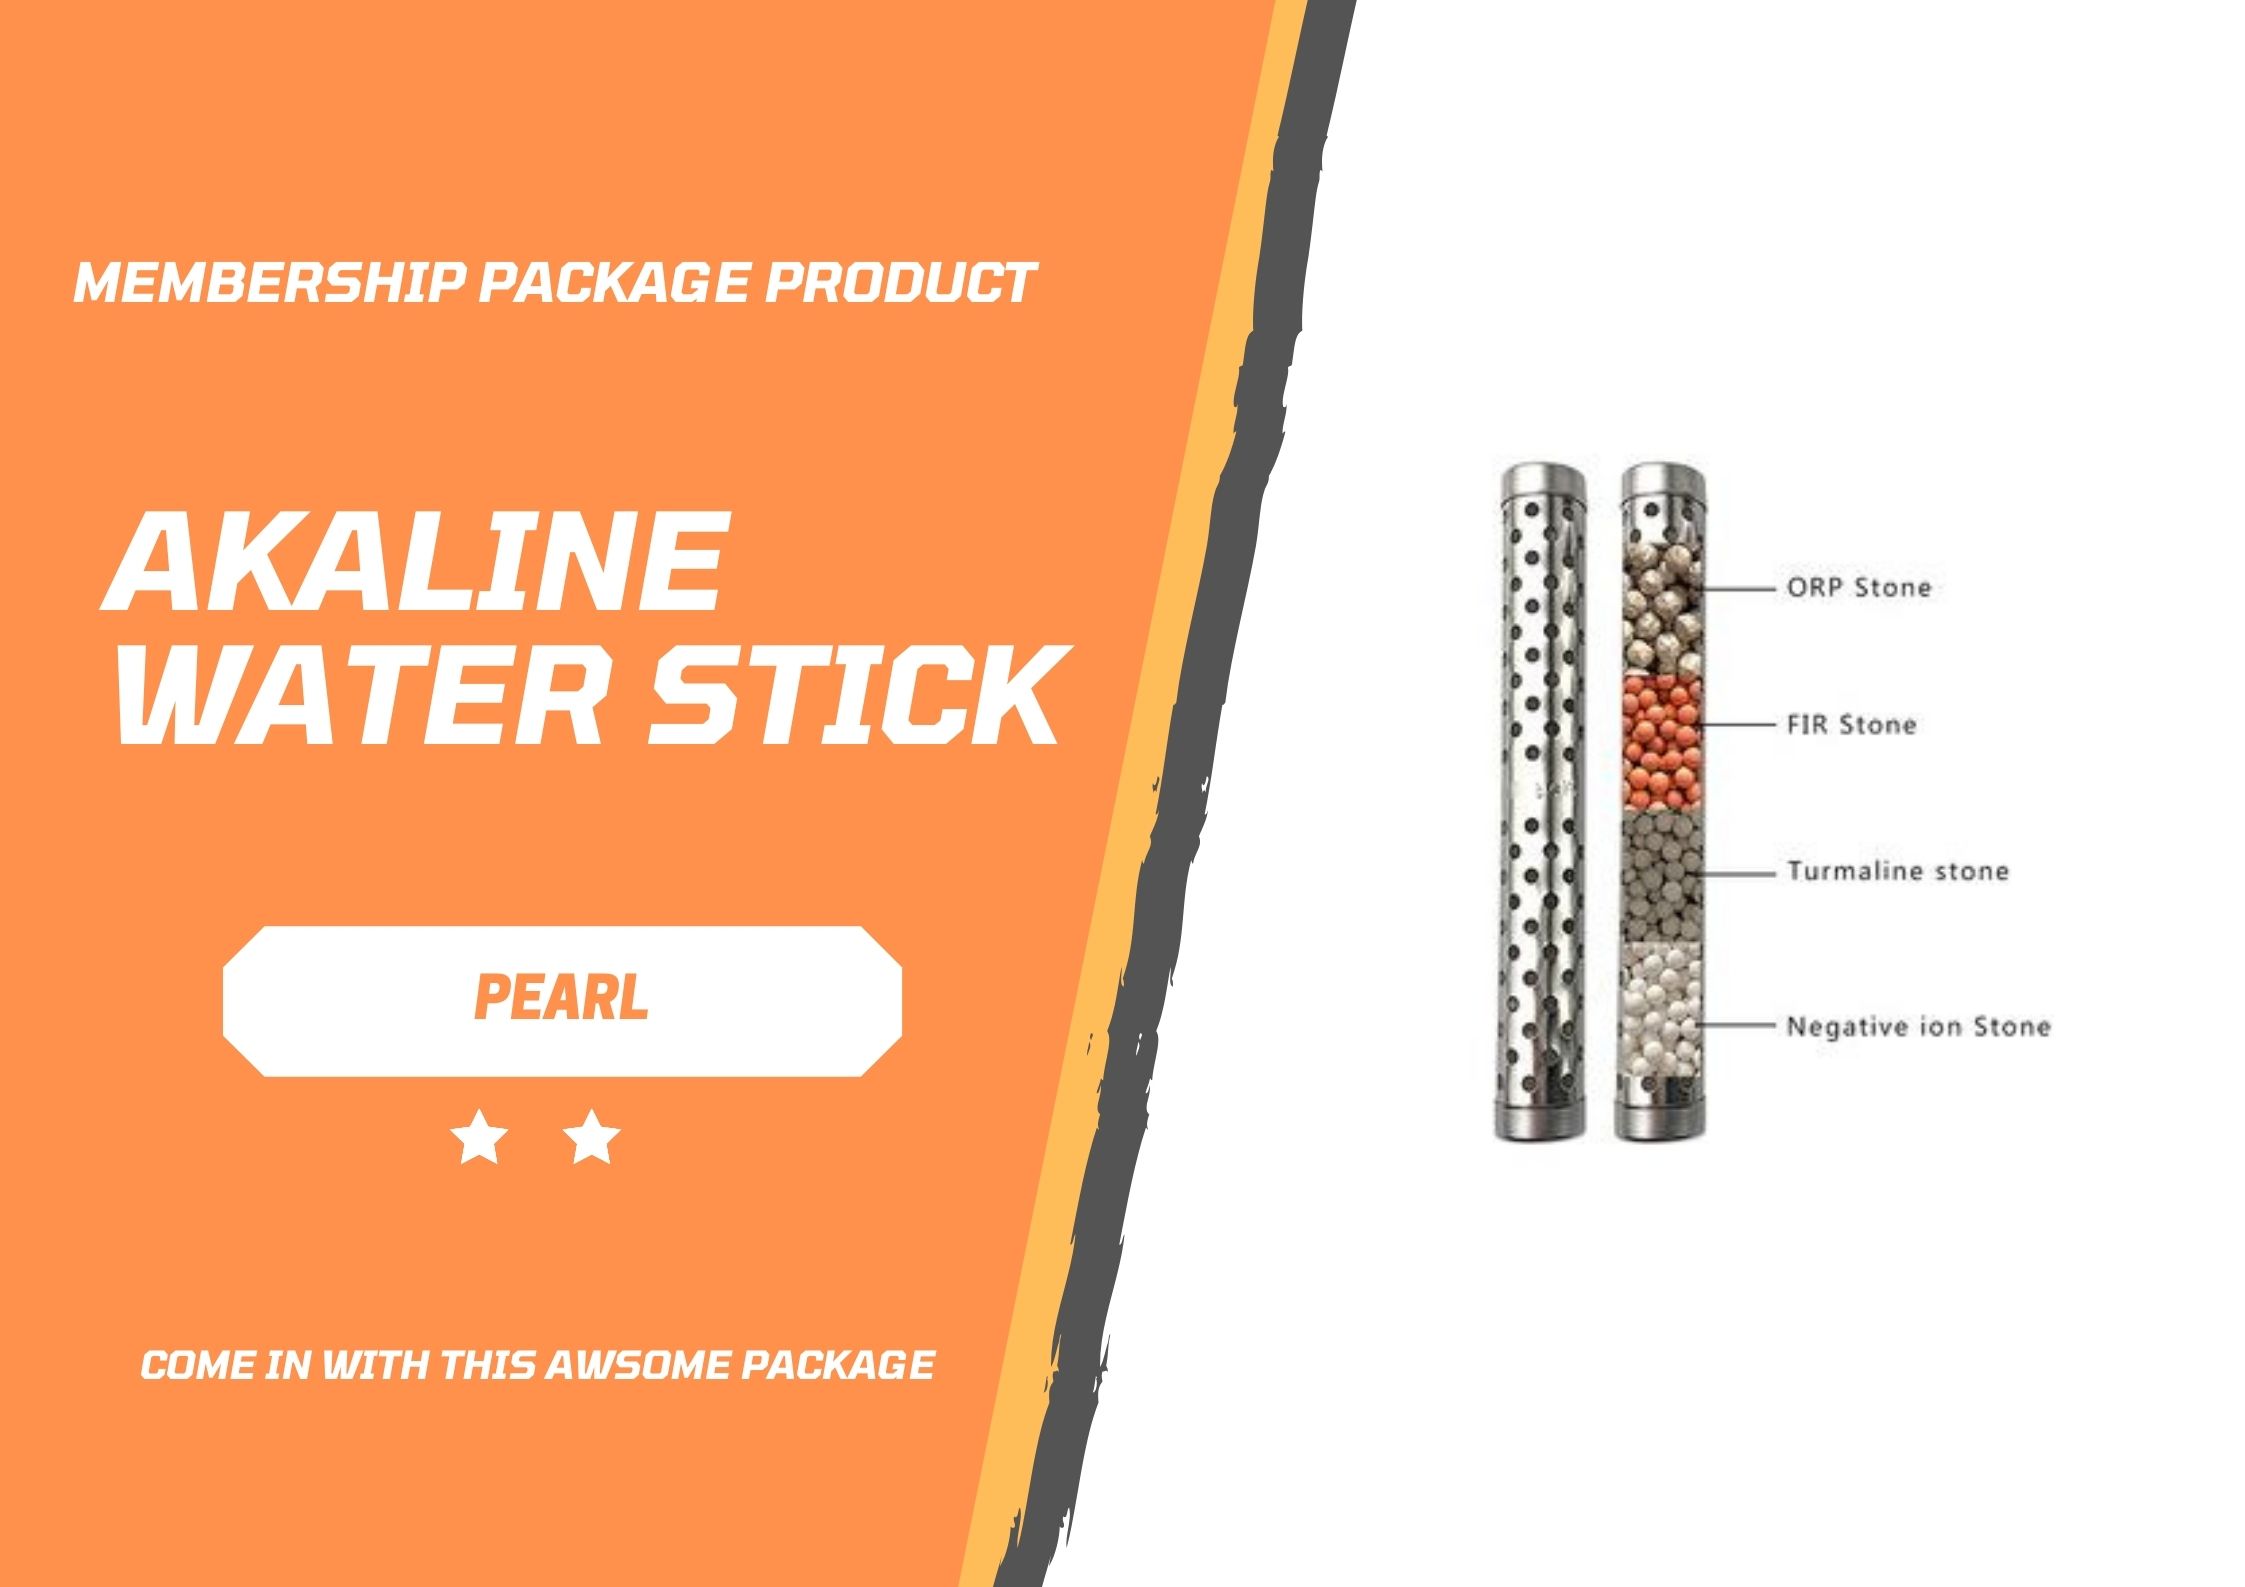 MEMBERSHIP PACKAGE PRODUCT
AKALINE
WATER STICK
PEARL
COME IN WITH THIS AWSOME PACKAGE
ORP Stone
FIR Stone
Turmaline stone
Negative ion Stone